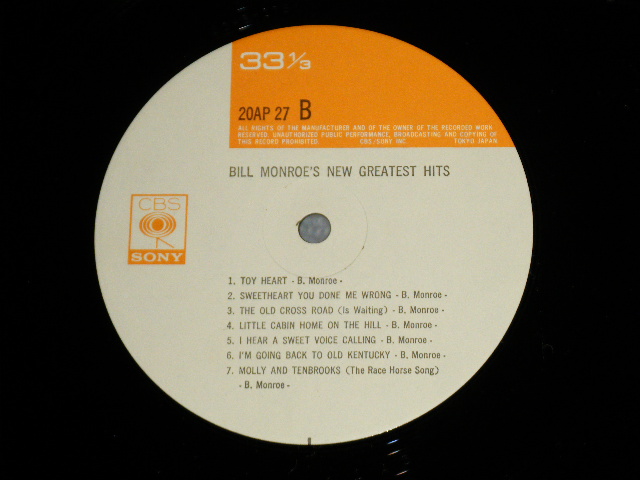 33 1/3
20AP 27 B
ALL RIGHTS OF THE MANUFACTURER AND OF THE OWNER OF THE RECORDED WORK
RESERVED. UNAUTHORIZED PUBLIC PERFORMANCE, BROADCASTING AND COPYING OF
THIS RECORD PROHIBITED. CBS/SONY INC. TOKYO JAPAN
BILL MONROE'S NEW GREATEST HITS
CBS
SONY
1. TOY HEART - B. Monroe -
2. SWEETHEART YOU DONE ME WRONG - B. Monroe -
3. THE OLD CROSS ROAD (Is Waiting) - B. Monroe -
4. LITTLE CABIN HOME ON THE HILL - B. Monroe -
5. I HEAR A SWEET VOICE CALLING - B. Monroe -
6. I'M GOING BACK TO OLD KENTUCKY - B. Monroe -
7. MOLLY AND TENBROOKS (The Race Horse Song)
- B. Monroe -